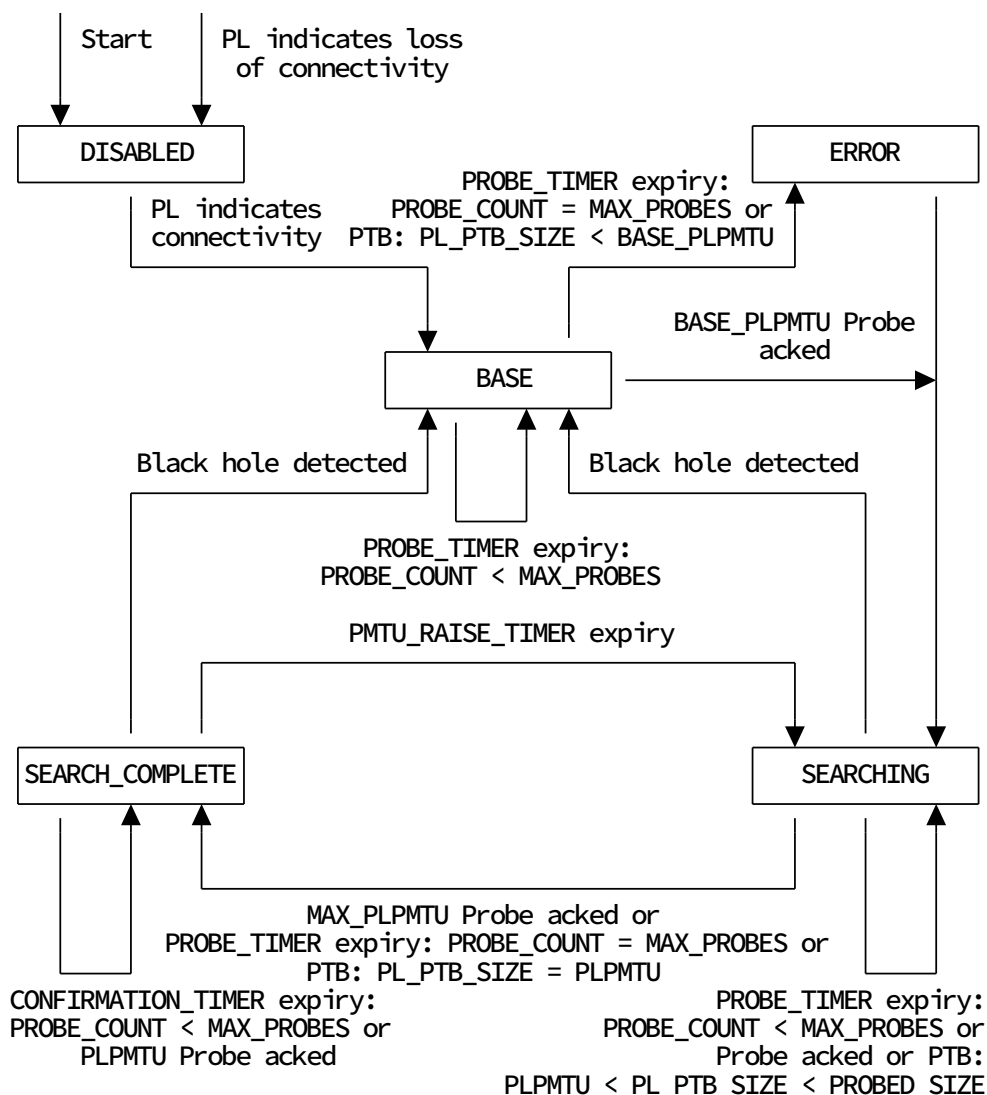 Start
PL indicates loss
of connectivity
DISABLED
ERROR
PL indicates
connectivity
PROBE_TIMER expiry:
PROBE_COUNT = MAX_PROBES or
PTB: PL_PTB_SIZE < BASE_PLPMTU
BASE_PLPMTU Probe
acked
BASE
Black hole detected
Black hole detected
PROBE_TIMER expiry:
PROBE_COUNT < MAX_PROBES
PMTU_RAISE_TIMER expiry
SEARCH_COMPLETE
SEARCHING
MAX_PLPMTU Probe acked or
PROBE_TIMER expiry: PROBE_COUNT = MAX_PROBES or
PTB: PL_PTB_SIZE = PLPMTU
CONFIRMATION_TIMER expiry:
PROBE_COUNT < MAX_PROBES or
PLPMTU Probe acked
PROBE_TIMER expiry:
PROBE_COUNT < MAX_PROBES or
Probe acked or PTB:
PLPMTU < PL PTB SIZE < PROBED SIZE